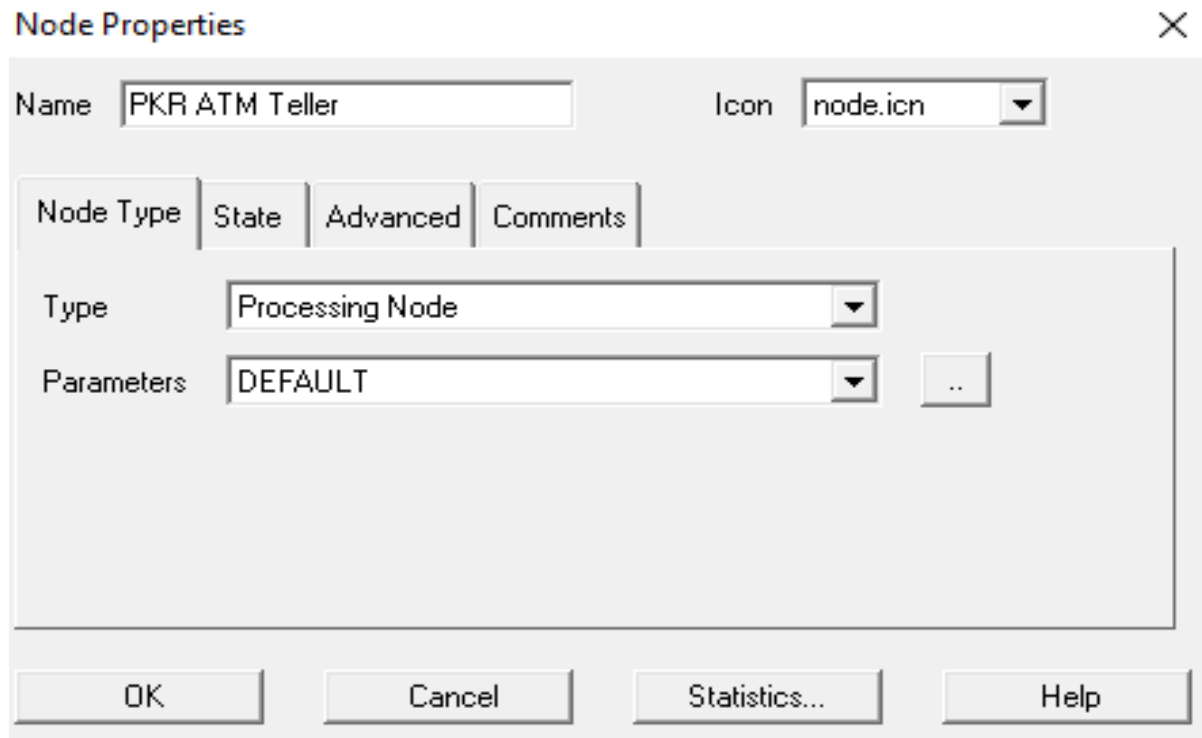 Node Properties
Name PKR ATM Teller Icon node.icn
Node Type State Advanced Comments
Type Processing Node
Parameters DEFAULT ..
OK Cancel Statistics... Help